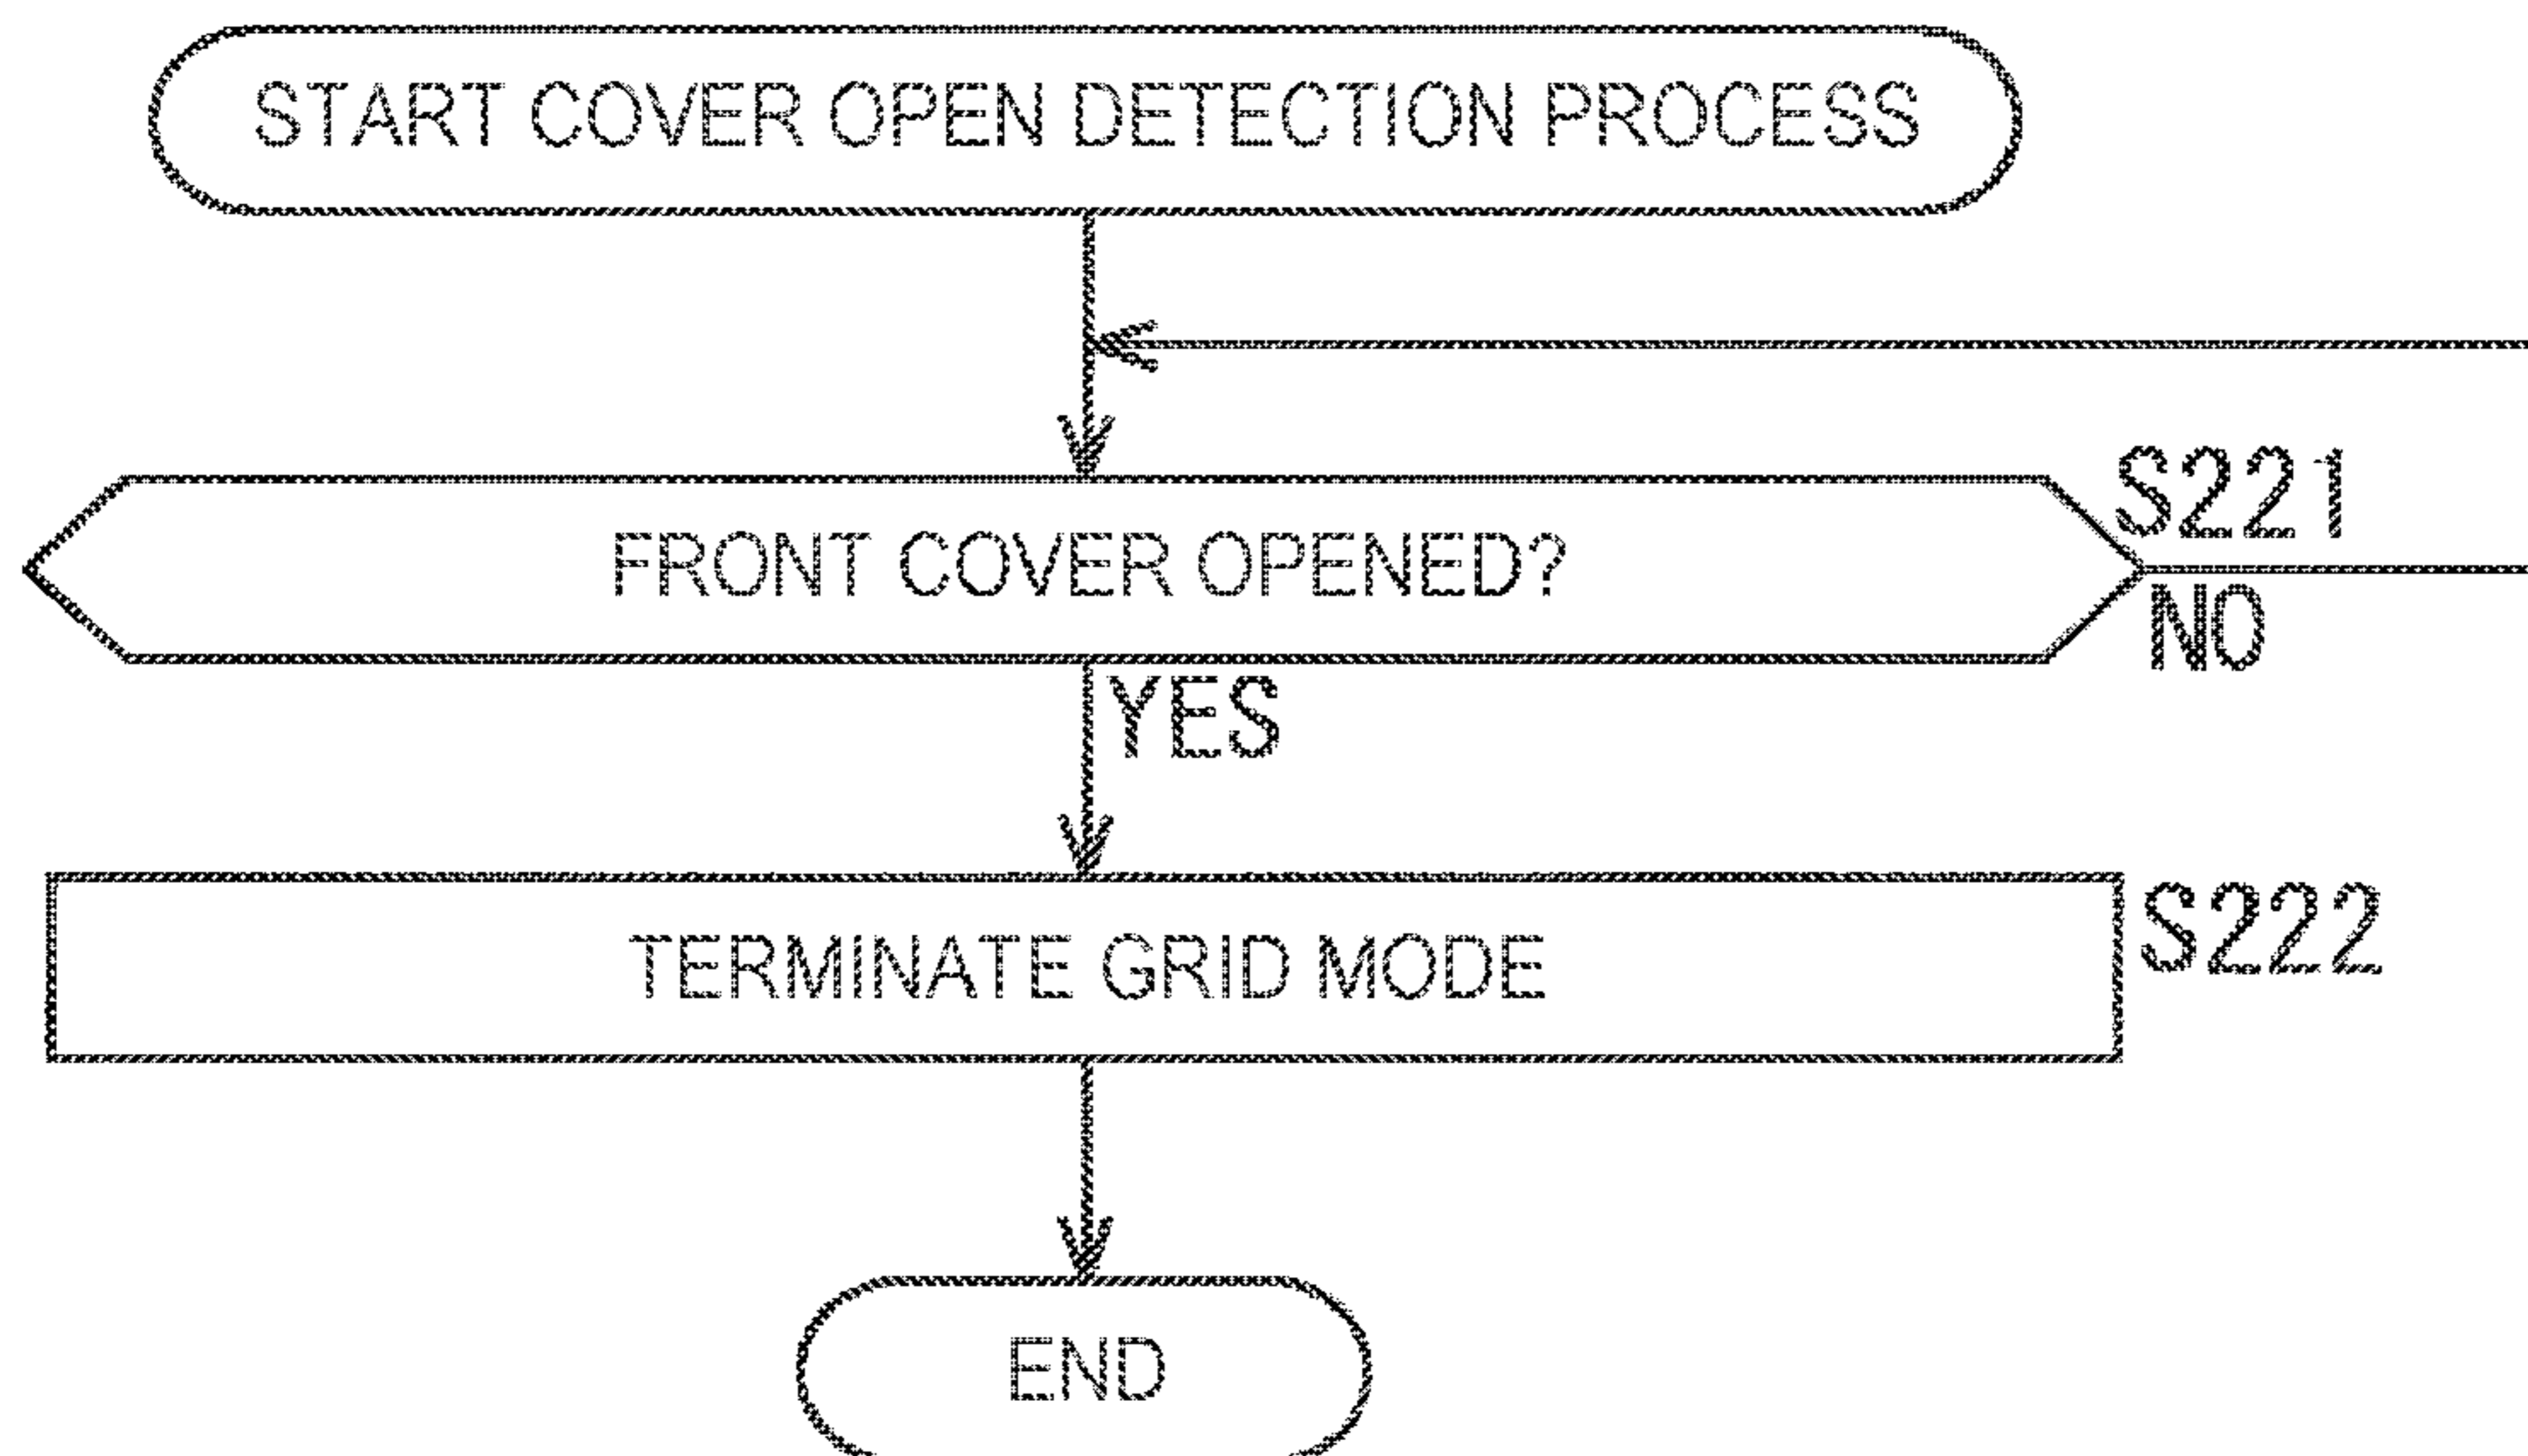 START COVER OPEN DETECTION PROCESS
S221
FRONT COVER OPENED?
NO
YES
TERMINATE GRID MODE
S222
END